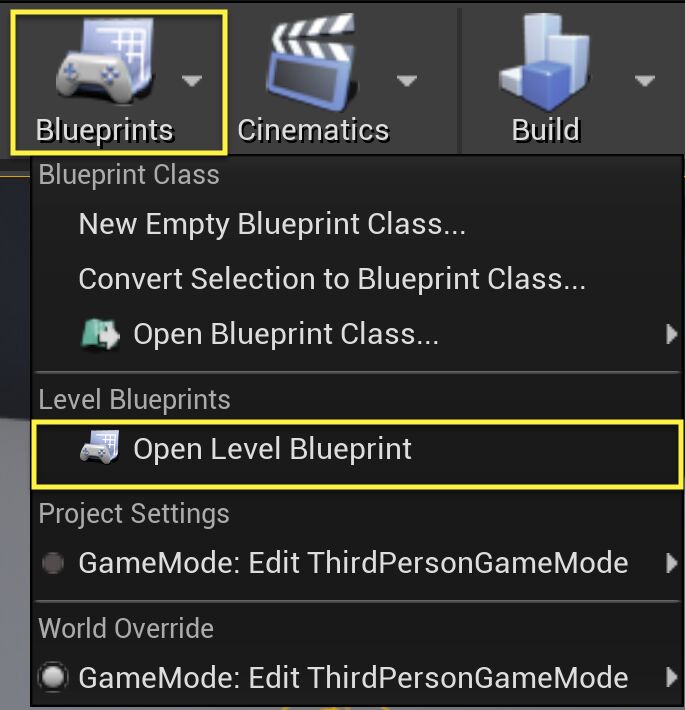 Blueprints Cinematics Build
Blueprint Class
New Empty Blueprint Class...
Convert Selection to Blueprint Class...
Open Blueprint Class...
Level Blueprints
Open Level Blueprint
Project Settings
GameMode: Edit ThirdPersonGameMode
World Override
GameMode: Edit ThirdPersonGameMode